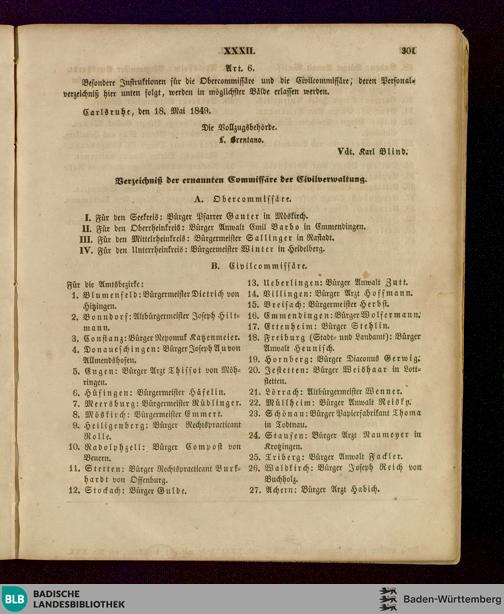 XXXII. 301
Art. 6.
Besondere Instruktionen für die Obercommissäre und die Civilcommissäre, deren Personal-
verzeichniß hier unten folgt, werden in möglichster Bälde erlassen werden.
Carlsruhe, den 18. Mai 1849.
Die Vollzugsbehörde.
L. Brentano.
Vdt. Karl Blind.
Verzeichniß der ernannten Commissäre der Civilverwaltung.
A. Obercommissäre.
I. Für den Seekreis: Bürger Pfarrer Ganter in Möskirch.
II. Für den Oberrheinkreis: Bürger Anwalt Emil Barbo in Emmendingen.
III. Für den Mittelrheinkreis: Bürgermeister Sallinger in Rastadt.
IV. Für den Unterrheinkreis: Bürgermeister Winter in Heidelberg.
B. Civilcommissäre.
Für die Amtsbezirke:
1. Blumenfeld: Bürgermeister Dietrich von
Hitzingen.
2. Bonndorf: Altbürgermeister Joseph Hilt-
mann.
3. Constanz: Bürger Nepomuk Katzenmeier.
4. Donaueschingen: Bürger Joseph Au von
Allmendshofen.
5. Engen: Bürger Arzt Thissot von Möh-
ringen.
6. Hüfingen: Bürgermeister Häfelin.
7. Meersburg: Bürgermeister Nüblinger.
8. Möskirch: Bürgermeister Emmert.
9. Heiligenberg: Bürger Rechtspracticant
Rolle.
10. Radolphzell: Bürger Compost von
Beuern.
11. Stetten: Bürger Rechtspracticant Burk-
hardt von Offenburg.
12. Stockach: Bürger Gulde.
13. Ueberlingen: Bürger Anwalt Zutt.
14. Villingen: Bürger Arzt Hoffmann.
15. Breisach: Bürgermeister Herbst.
16. Emmendingen: Bürger Wolfermann.
17. Ettenheim: Bürger Stehlin.
18. Freiburg (Stadt- und Landamt): Bürger
Anwalt Heunisch.
19. Hornberg: Bürger Diaconus Gerwig.
20. Jestetten: Bürger Weishaar in Lott-
stetten.
21. Lörrach: Altbürgermeister Wenner.
22. Müllheim: Bürger Anwalt Reisky.
23. Schönau: Bürger Papierfabrikant Thoma
in Todtnau.
24. Staufen: Bürger Arzt Naumeyer in
Krotzingen.
25. Triberg: Bürger Anwalt Fackler.
26. Waldkirch: Bürger Joseph Reich von
Buchholz.
27. Achern: Bürger Arzt Habich.
BLB BADISCHE
LANDESBIBLIOTHEK
Baden-Württemberg